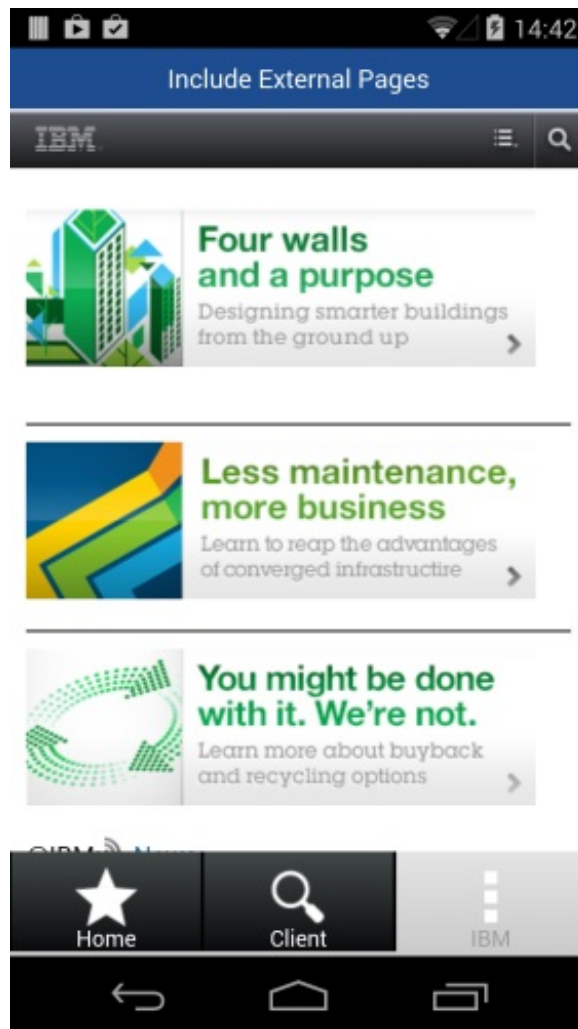 14:42
Include External Pages
IBM.
Four walls
and a purpose
Designing smarter buildings
from the ground up
Less maintenance,
more business
Learn to reap the advantages
of converged infrastructire
You might be done
with it. We're not.
Learn more about buyback
and recycling options
Home
Client
IBM